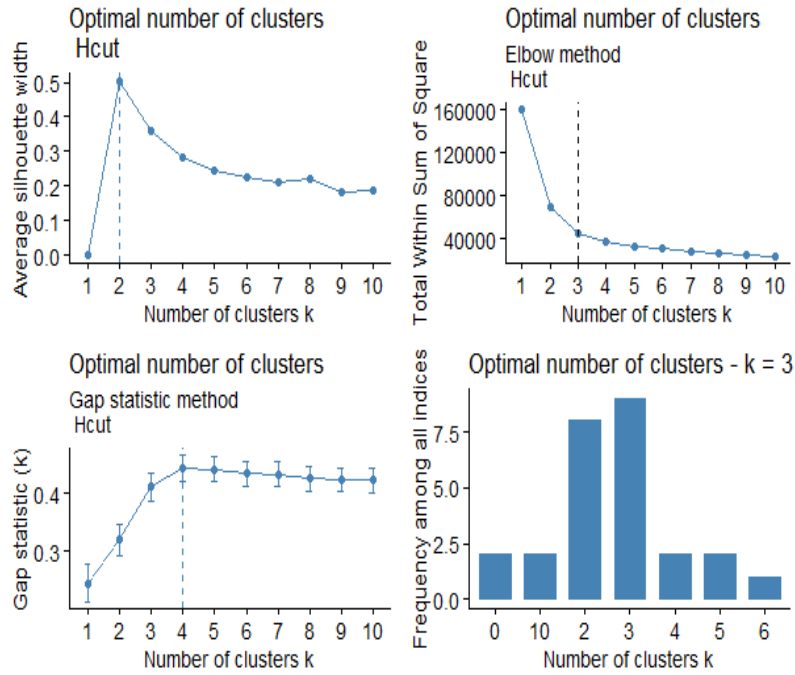 Optimal number of clusters
Hcut
Average silhouette width
0.5
0.4
0.3
0.2
0.1
0.0
1 2 3 4 5 6 7 8 9 10
Number of clusters k
Optimal number of clusters
Elbow method
Hcut
Total Within Sum of Square
160000
120000
80000
40000
1 2 3 4 5 6 7 8 9 10
Number of clusters k
Optimal number of clusters
Gap statistic method
Hcut
Gap statistic (k)
0.4
0.3
1 2 3 4 5 6 7 8 9 10
Number of clusters k
Optimal number of clusters - k = 3
Frequency among all indices
7.5
5.0
2.5
0.0
0 10 2 3 4 5 6
Number of clusters k